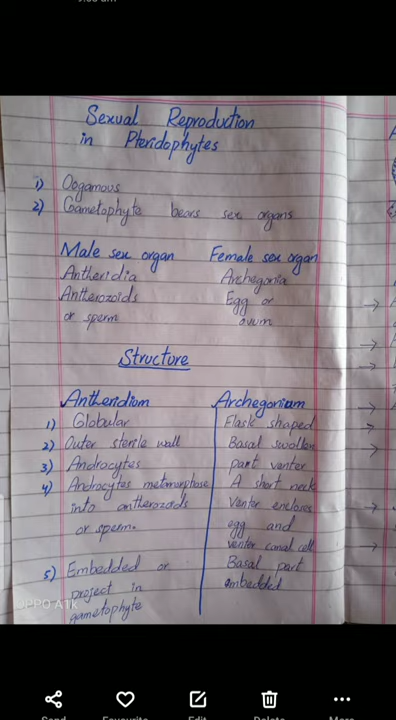 Sexual Reproduction
in Pteridophytes
1) Oogamous
2) Gametophyte bears sex organs
Male sex organ Female sex organ
Antheridia Archegonia
Antherozoids Egg or
or sperm ovum
Structure
Antheridium Archegonium
1) Globular Flask shaped
2) Outer sterile wall Basal swollen
3) Androcytes part venter
4) Androcytes metamorphose A short neck
into antherozoids Venter encloses
or sperm. egg and
venter canal cell
5) Embedded or Basal part
project in embedded
gametophyte
OPPO A1k
Send Favourite Edit Delete More